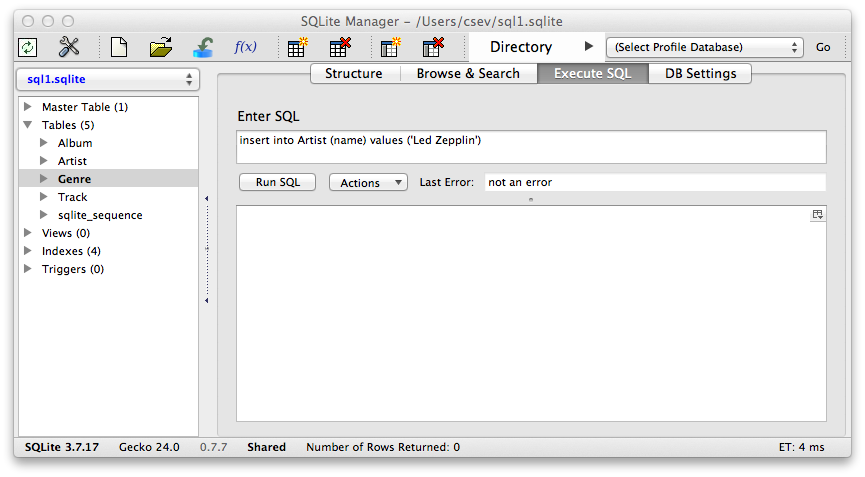 SQLite Manager – /Users/csev/sql1.sqlite
f(x)
Directory
(Select Profile Database)
Go
sql1.sqlite
Structure
Browse & Search
Execute SQL
DB Settings
Master Table (1)
Tables (5)
Album
Artist
Genre
Track
sqlite_sequence
Views (0)
Indexes (4)
Triggers (0)
Enter SQL
insert into Artist (name) values ('Led Zepplin')
Run SQL
Actions
Last Error:
not an error
SQLite 3.7.17
Gecko 24.0
0.7.7
Shared
Number of Rows Returned: 0
ET: 4 ms